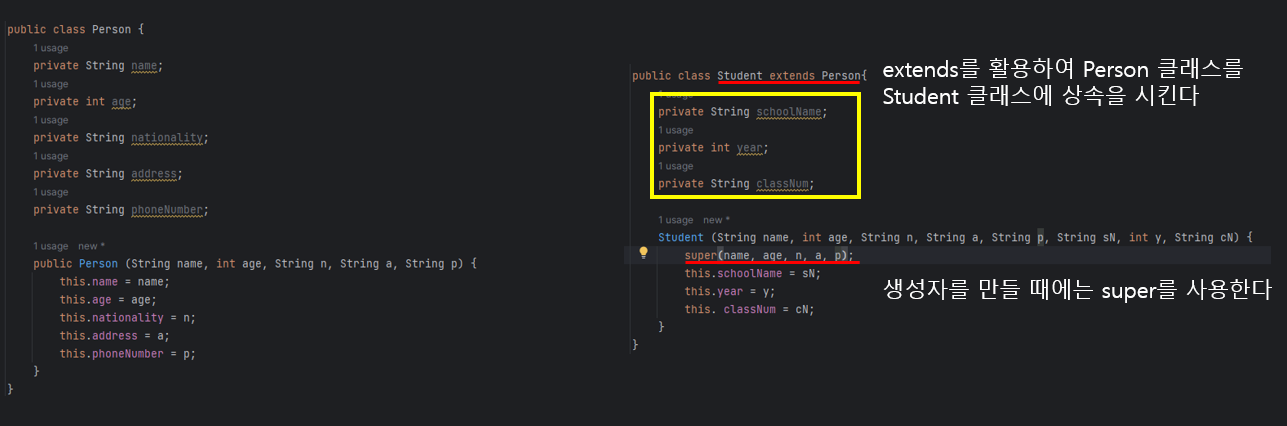 public class Person {
1 usage
private String name;
1 usage
private int age;
1 usage
private String nationality;
1 usage
private String address;
1 usage
private String phoneNumber;
1 usage new *
public Person (String name, int age, String n, String a, String p) {
this.name = name;
this.age = age;
this.nationality = n;
this.address = a;
this.phoneNumber = p;
}
}
public class Student extends Person{
1 usage
private String schoolName;
1 usage
private int year;
1 usage
private String classNum;
1 usage new *
Student (String name, int age, String n, String a, String p, String sN, int y, String cN) {
super(name, age, n, a, p);
this.schoolName = sN;
this.year = y;
this. classNum = cN;
}
}
extends를 활용하여 Person 클래스를
Student 클래스에 상속을 시킨다
생성자를 만들 때에는 super를 사용한다